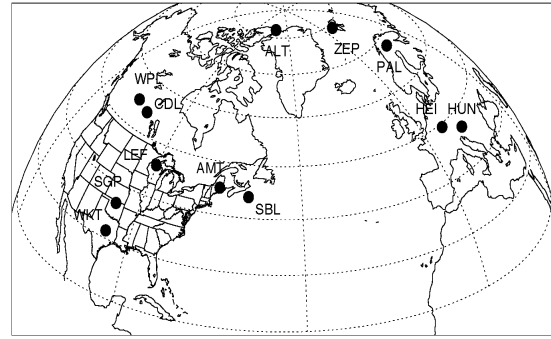 ALT
ZEP
PAL
WPL
CDL
HEI
HUN
LEF
AMT
SGP
SBL
WKT